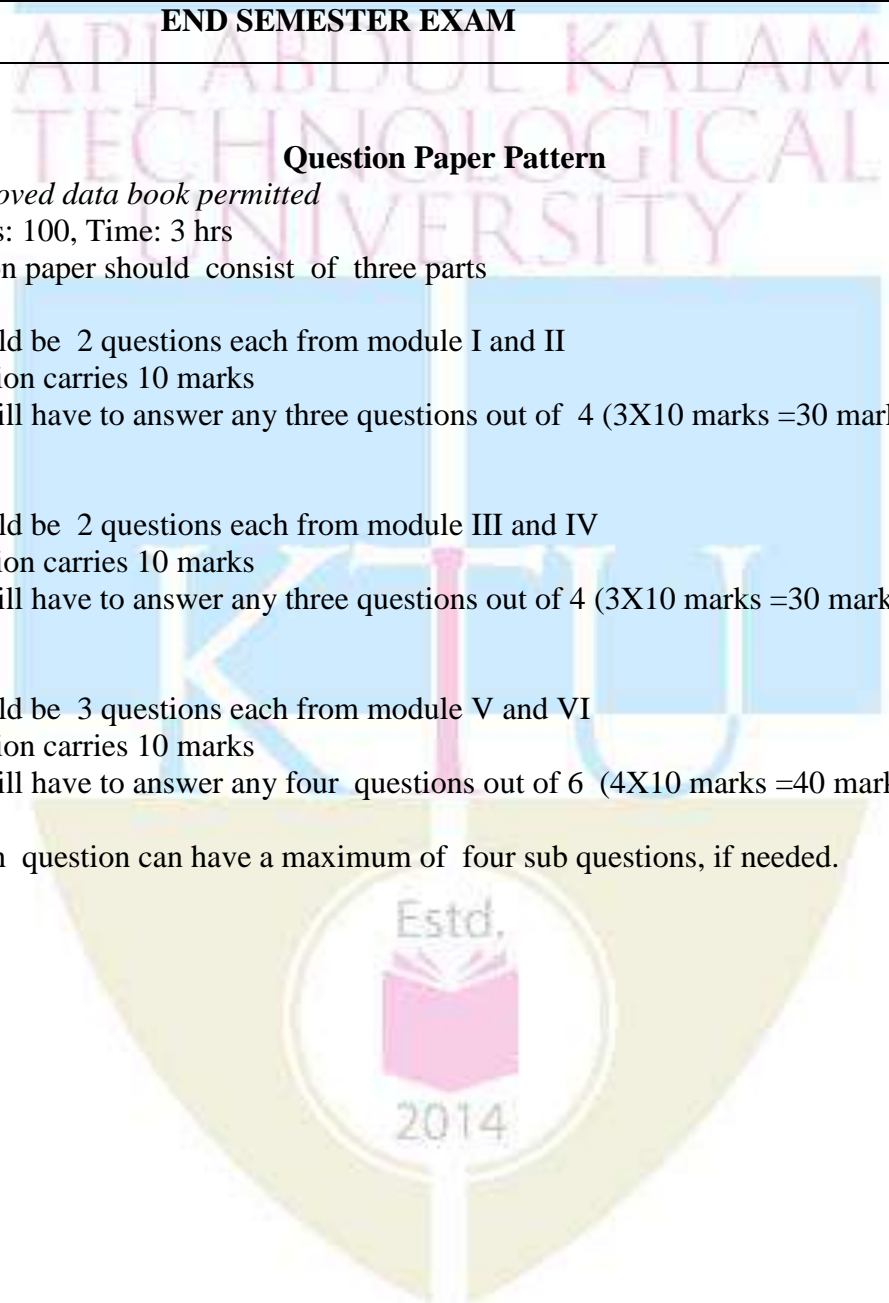 END SEMESTER EXAM
API ABDUL KALAM
TECHNOLOGICAL
UNIVERSITY
Question Paper Pattern
oved data book permitted
s: 100, Time: 3 hrs
on paper should consist of three parts
ld be 2 questions each from module I and II
ion carries 10 marks
ill have to answer any three questions out of 4 (3X10 marks =30 mar
ld be 2 questions each from module III and IV
ion carries 10 marks
ill have to answer any three questions out of 4 (3X10 marks =30 mark
KTU
ld be 3 questions each from module V and VI
ion carries 10 marks
ill have to answer any four questions out of 6 (4X10 marks =40 mark
question can have a maximum of four sub questions, if needed.
Estd.
2014